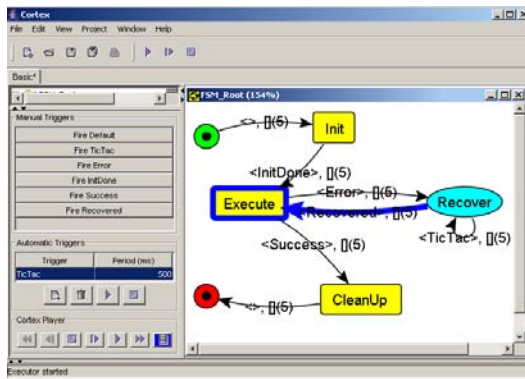 Cortex
File Edit View Project Window Help
Basic*
Manual Triggers
Fire Default
Fire TicTac
Fire Error
Fire InitDone
Fire Success
Fire Recovered
Automatic Triggers
Trigger Period (ms)
TicTac 500
Cortex Player
Executor started
FSM_Root (154%)
<>, [](5)
Init
<InitDone>, [](5)
<Error>, [](5)
Execute
<Recovered>, [](5)
Recover
<Success>, [](5)
<TicTac>, [](5)
CleanUp
<>, [](5)